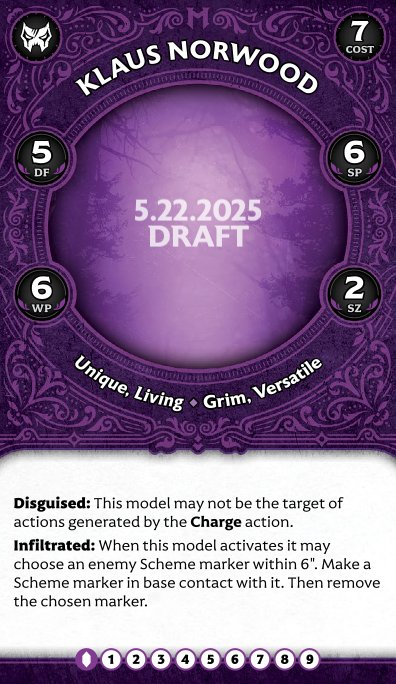 KLAUS NORWOOD
7
COST
5
DF
6
SP
5.22.2025
DRAFT
6
WP
2
SZ
Unique, Living ◆ Grim, Versatile
Disguised: This model may not be the target of
actions generated by the Charge action.
Infiltrated: When this model activates it may
choose an enemy Scheme marker within 6". Make a
Scheme marker in base contact with it. Then remove
the chosen marker.
1 2 3 4 5 6 7 8 9